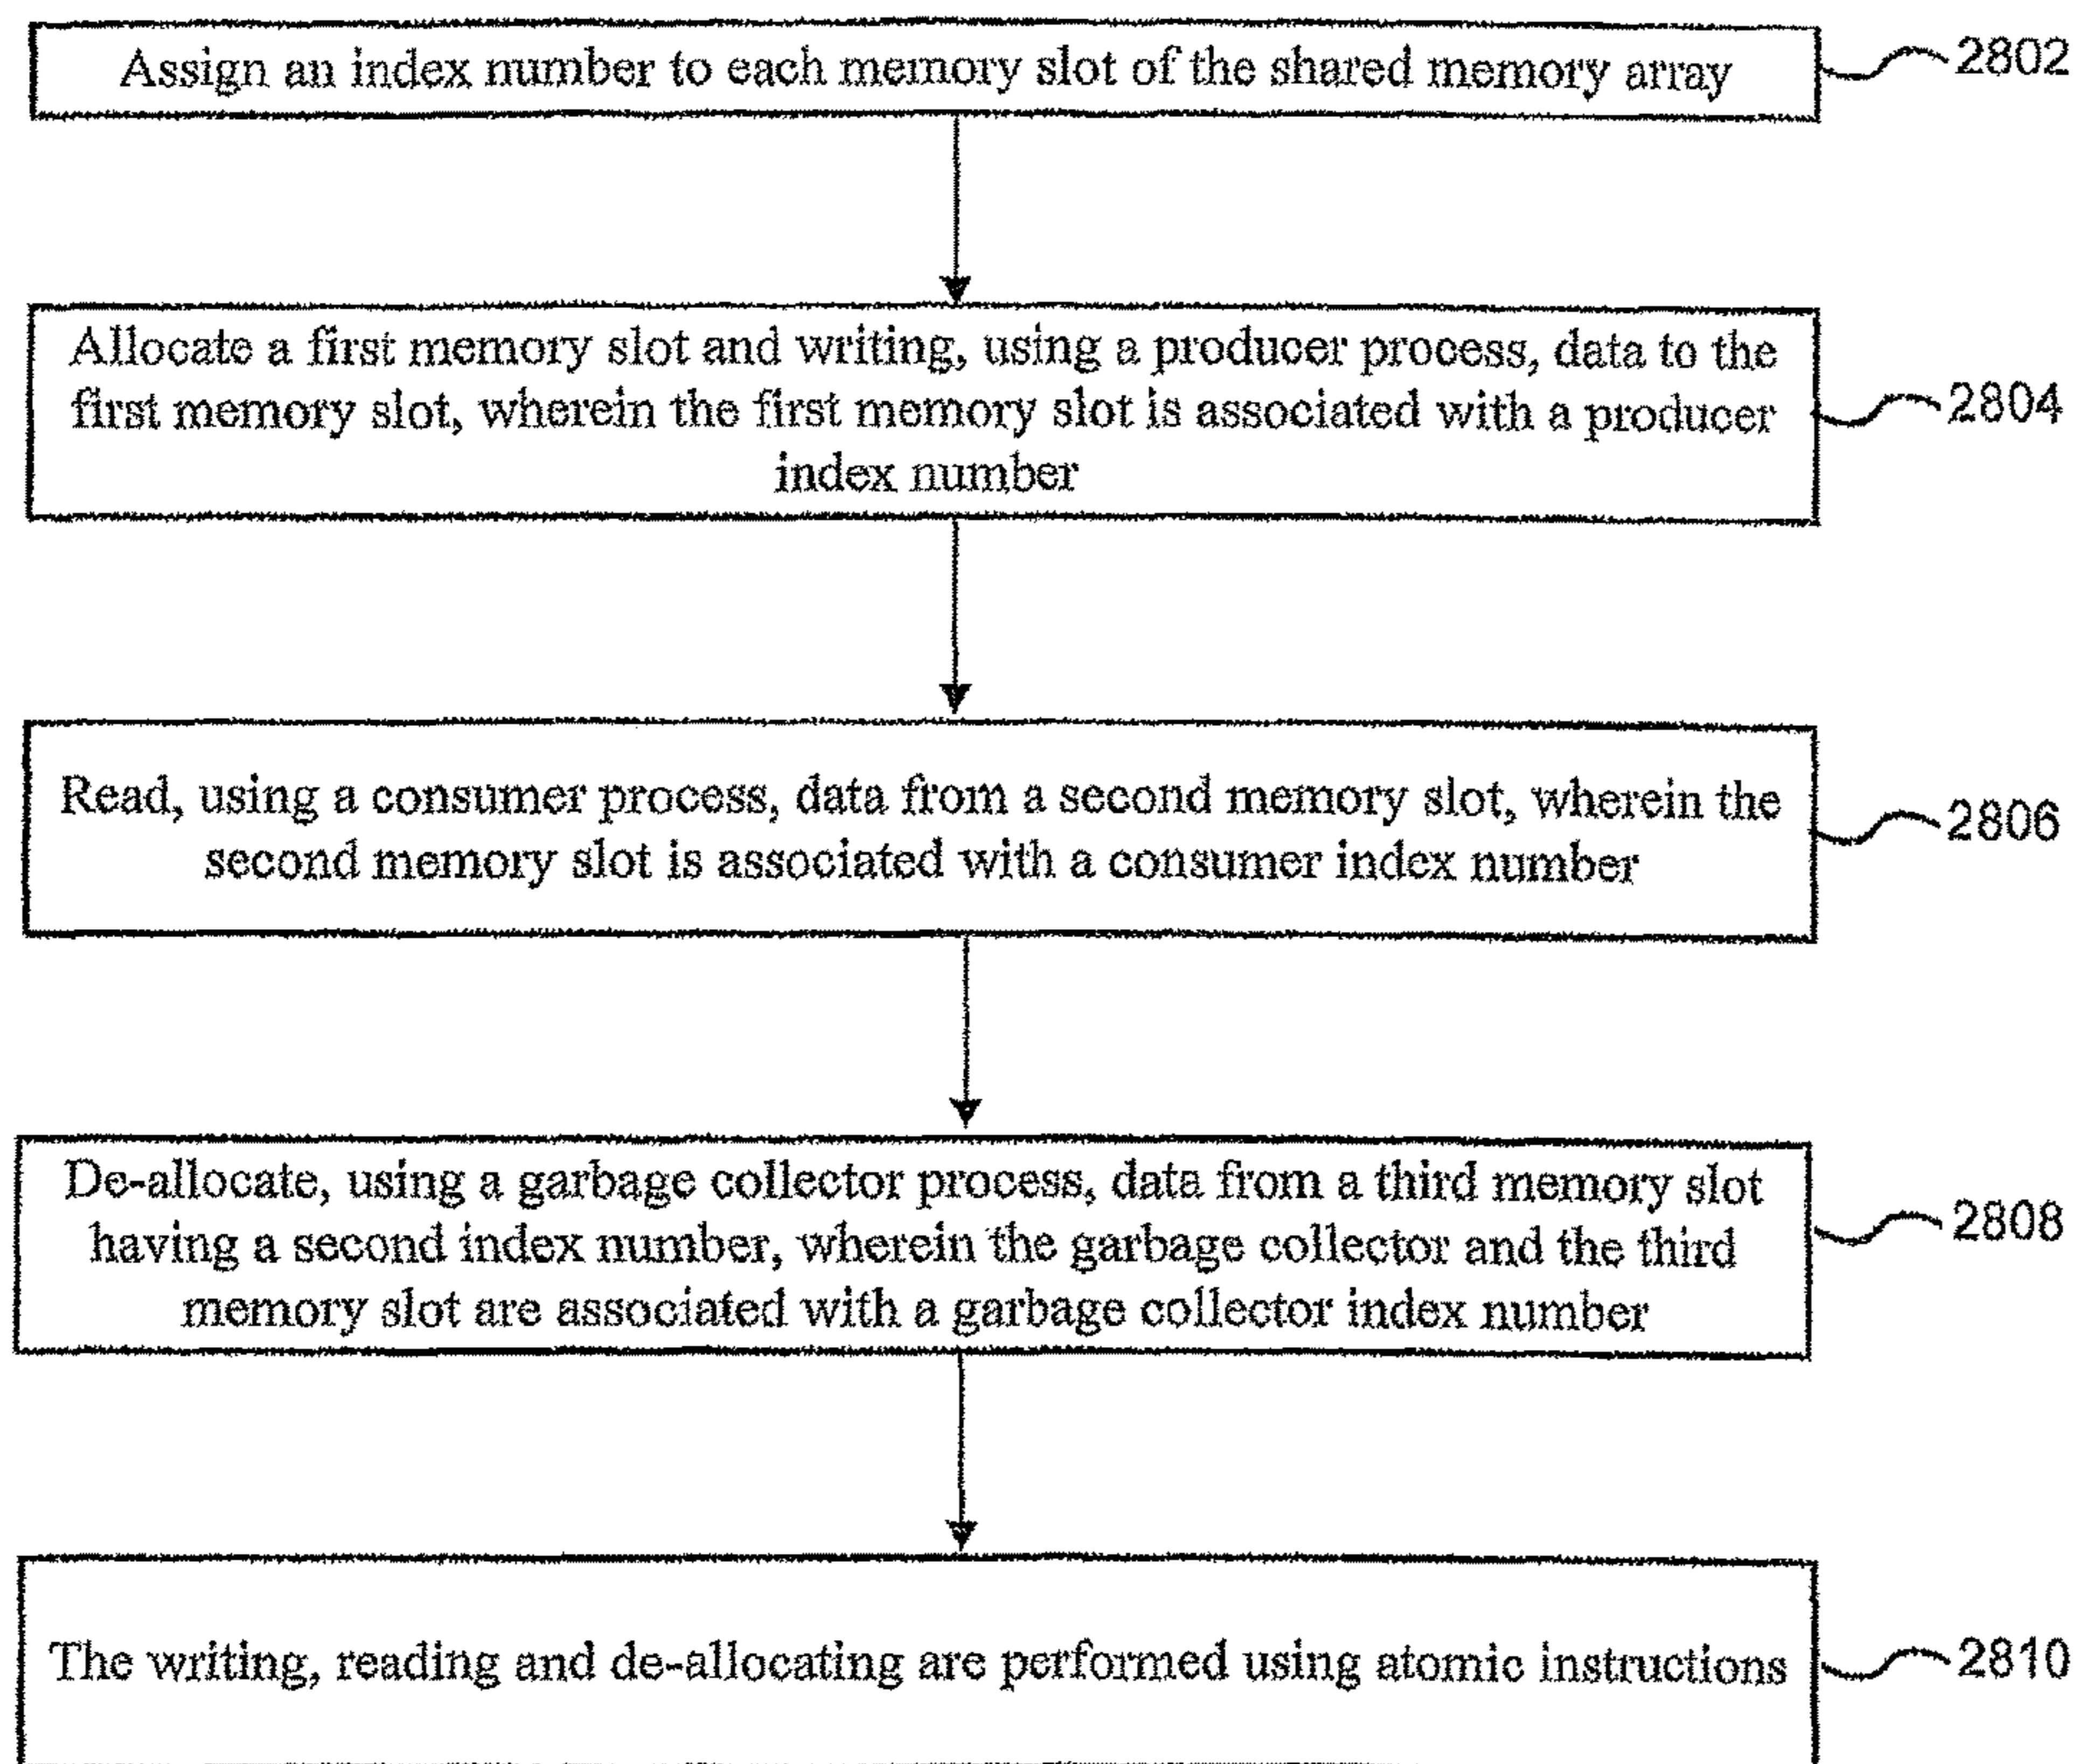 Assign an index number to each memory slot of the shared memory array
2802
Allocate a first memory slot and writing, using a producer process, data to the
first memory slot, wherein the first memory slot is associated with a producer
index number
2804
Read, using a consumer process, data from a second memory slot, wherein the
second memory slot is associated with a consumer index number
2806
De-allocate, using a garbage collector process, data from a third memory slot
having a second index number, wherein the garbage collector and the third
memory slot are associated with a garbage collector index number
2808
The writing, reading and de-allocating are performed using atomic instructions
2810